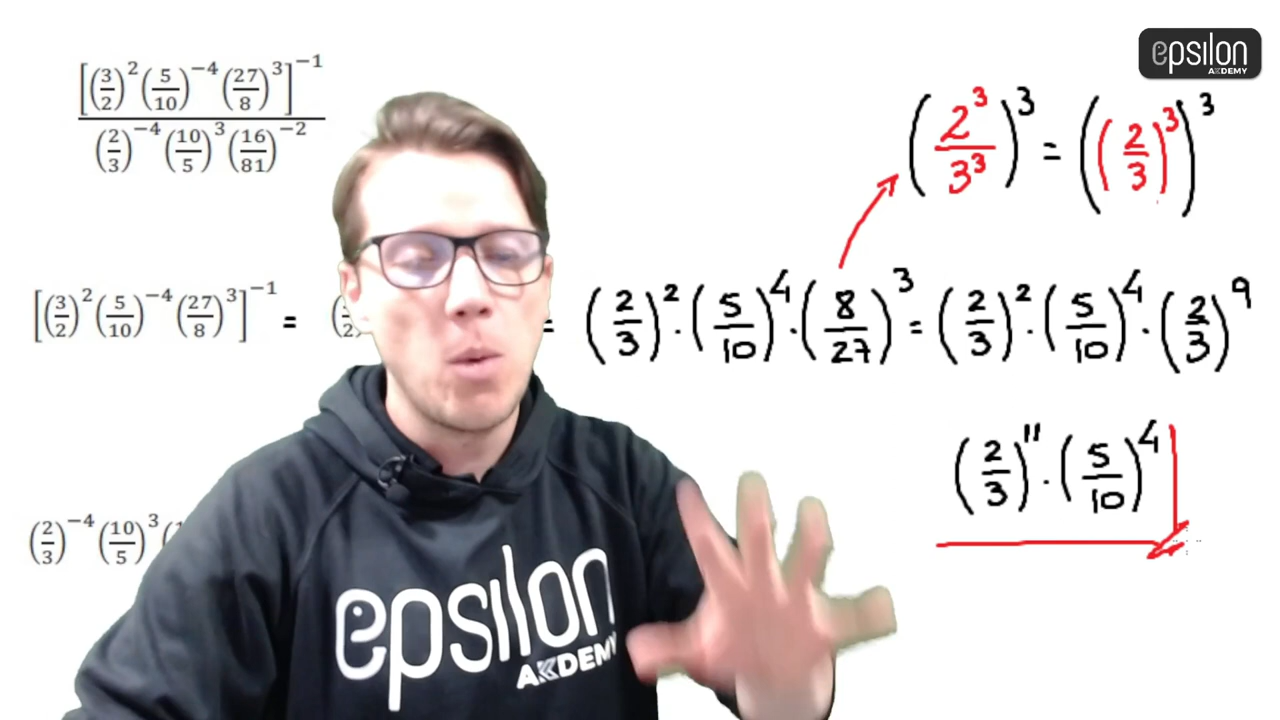 epsilon
AKDEMY
[(3/2)^2 (5/10)^-4 (27/8)^3]^-1
(2/3)^-4 (10/5)^3 (16/81)^-2
(2^3/3^3)^3 = ((2/3)^3)^3
[(3/2)^2 (5/10)^-4 (27/8)^3]^-1 = = (2/3)^2 · (5/10)^4 · (8/27)^3 = (2/3)^2 · (5/10)^4 · (2/3)^9
(2/3)^11 · (5/10)^4
(2/3)^-4 (10/5)^3
epsilon
AKDEMY